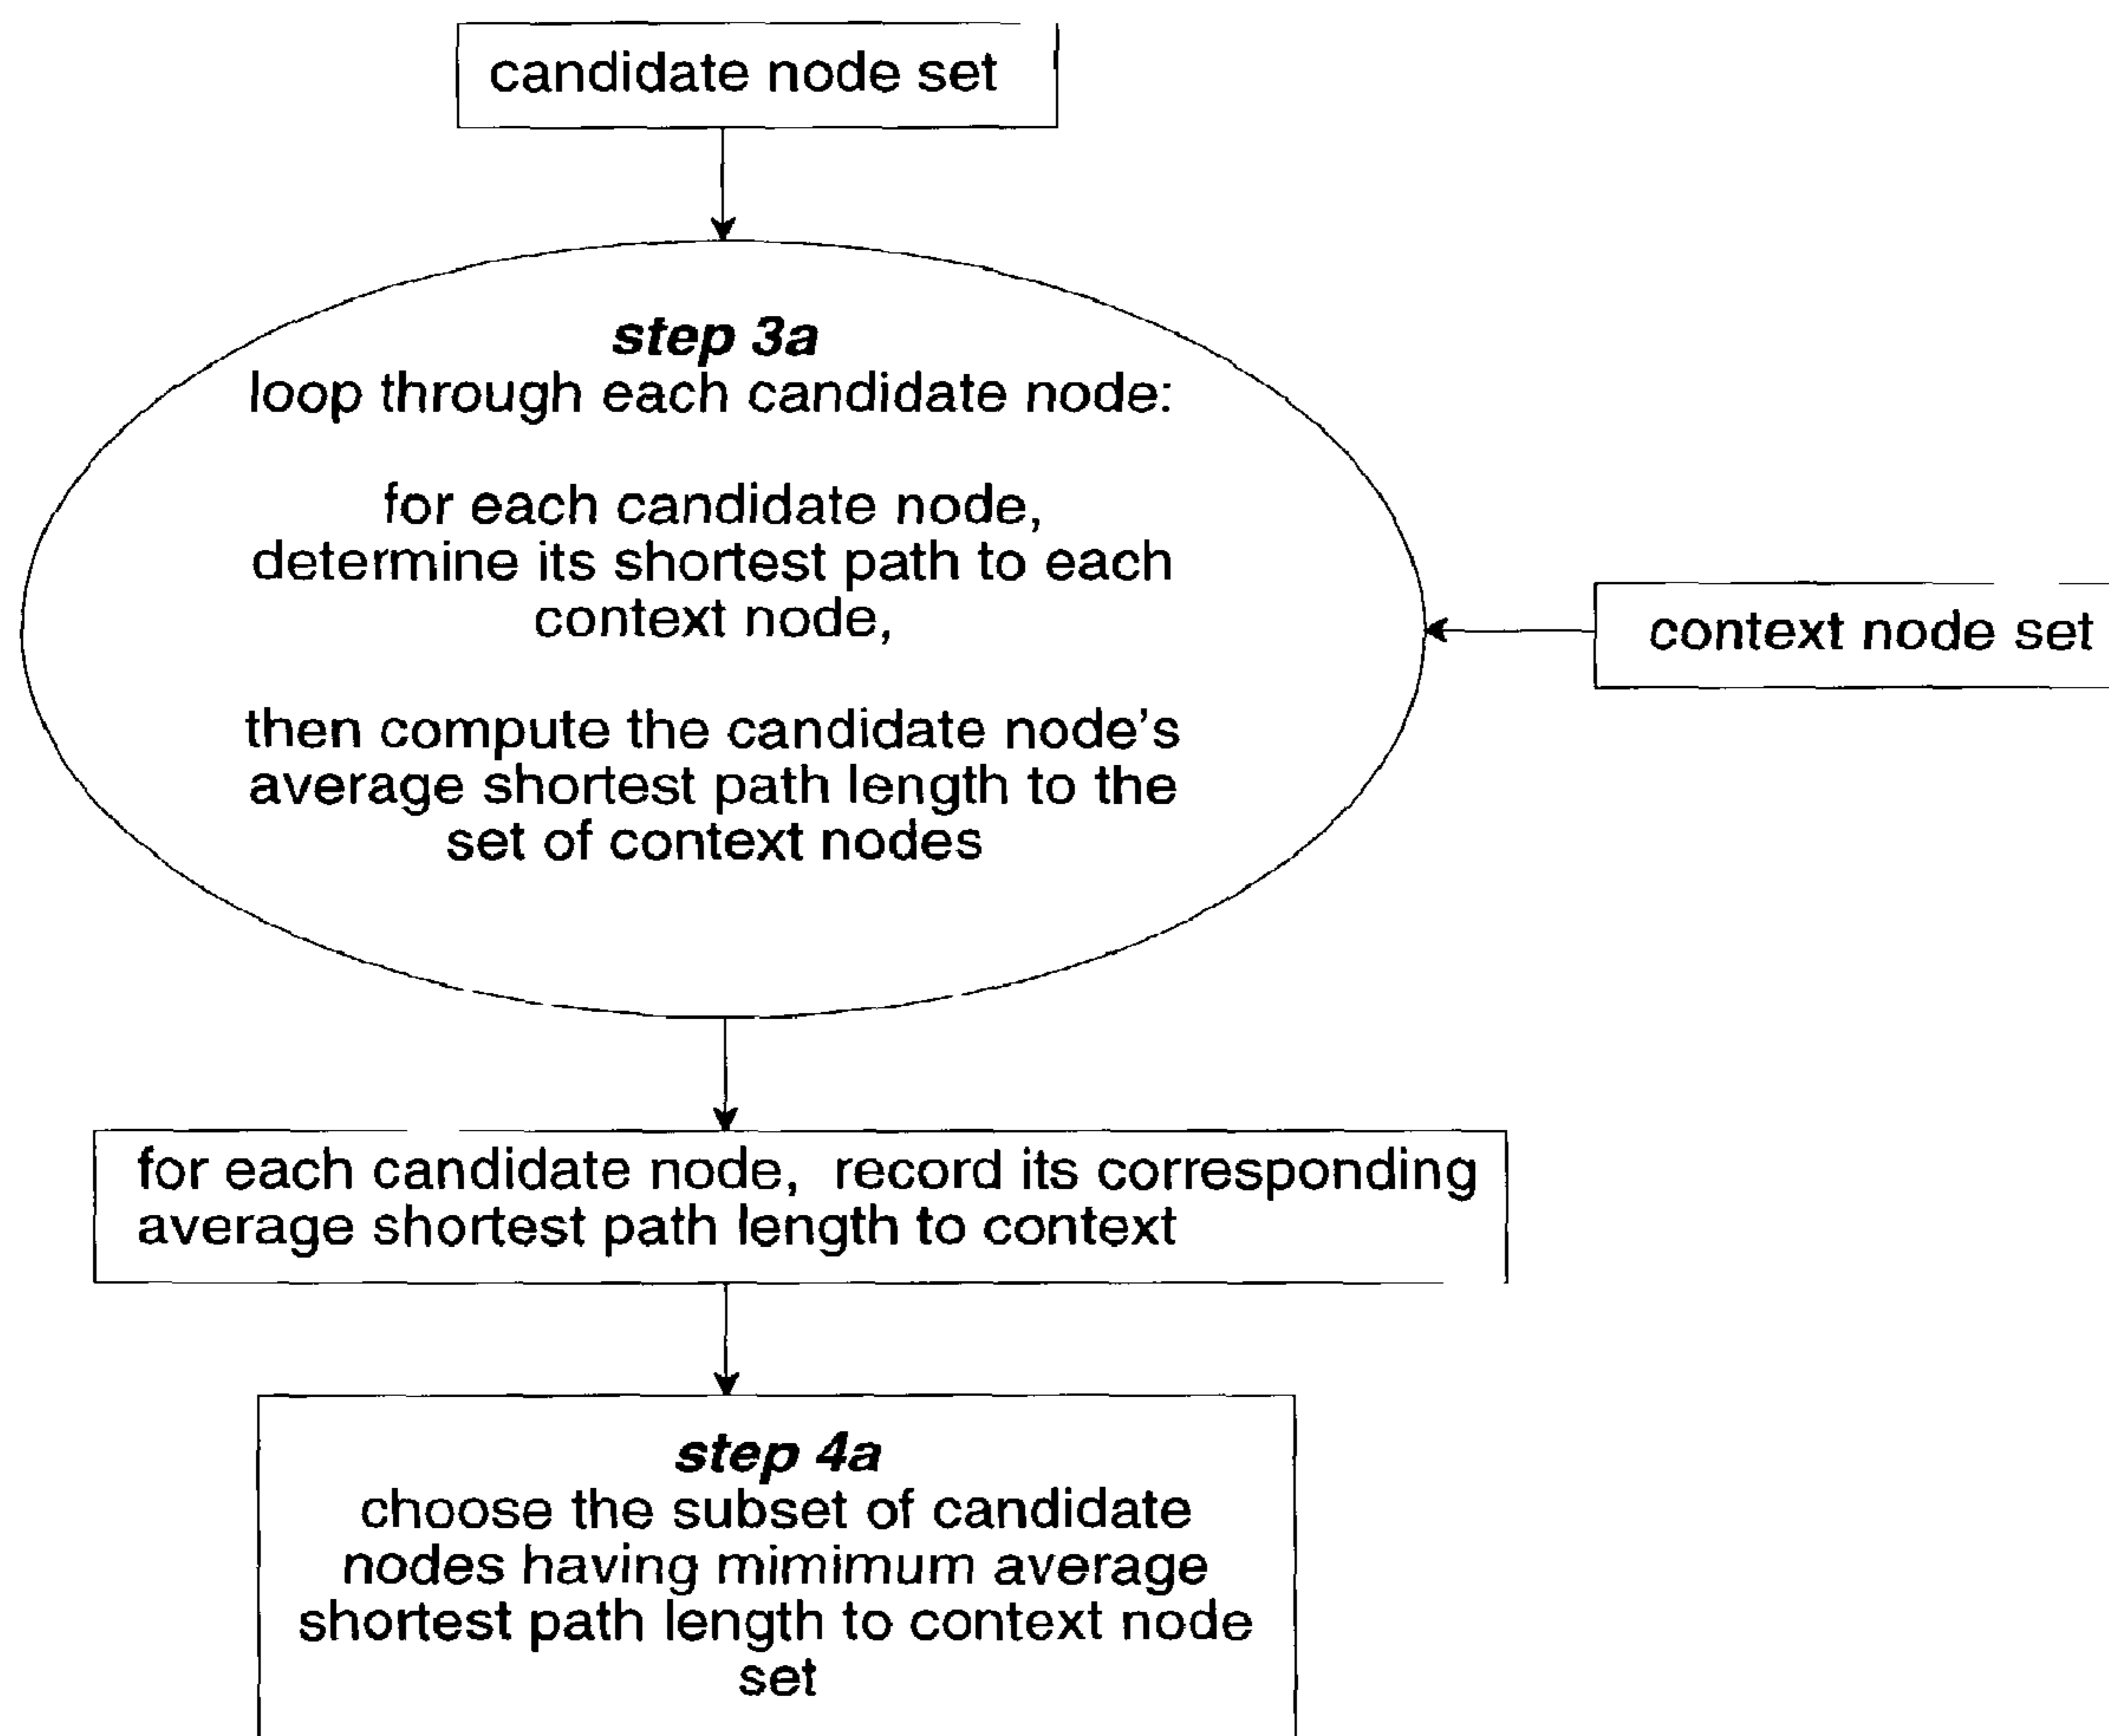 candidate node set
step 3a
loop through each candidate node:
for each candidate node,
determine its shortest path to each
context node,
then compute the candidate node's
average shortest path length to the
set of context nodes
context node set
for each candidate node, record its corresponding
average shortest path length to context
step 4a
choose the subset of candidate
nodes having mimimum average
shortest path length to context node
set